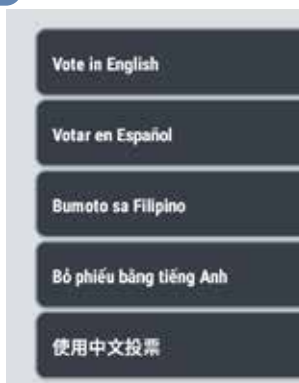 Vote in English
Votar en Español
Bumoto sa Filipino
Bỏ phiếu bằng tiếng Anh
使用中文投票